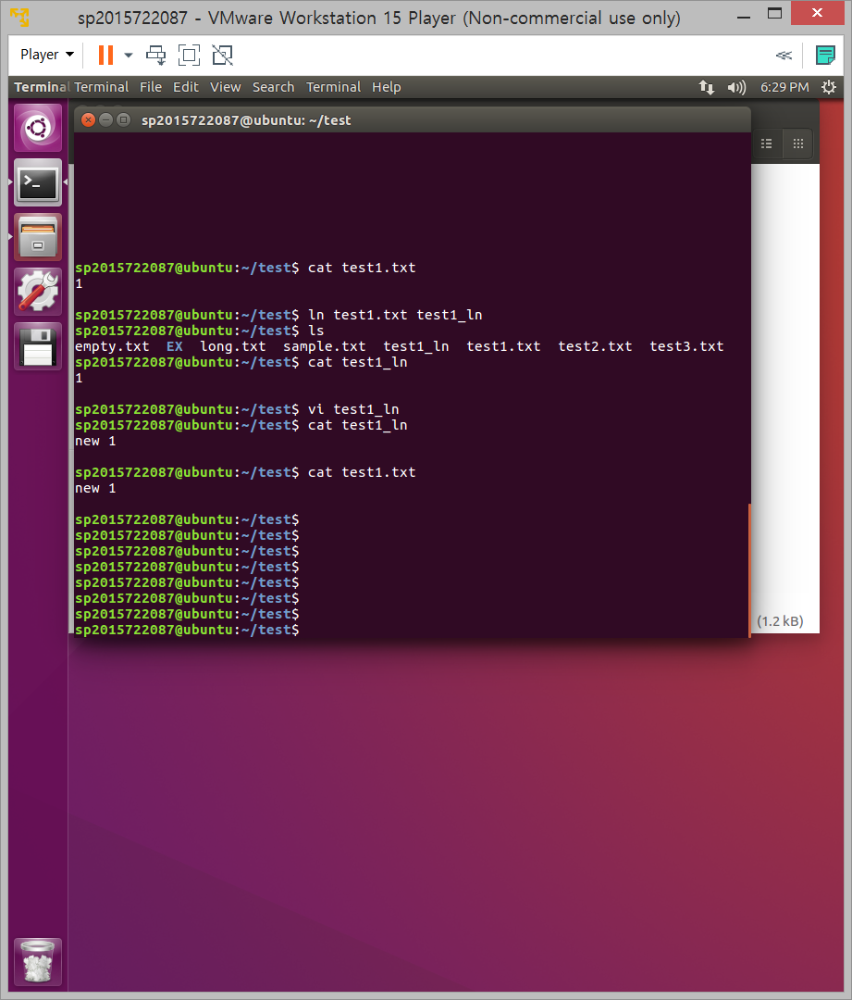 sp2015722087 - VMware Workstation 15 Player (Non-commercial use only)
Player
Terminal Terminal File Edit View Search Terminal Help 6:29 PM
sp2015722087@ubuntu: ~/test
sp2015722087@ubuntu:~/test$ cat test1.txt
1
sp2015722087@ubuntu:~/test$ ln test1.txt test1_ln
sp2015722087@ubuntu:~/test$ ls
empty.txt EX long.txt sample.txt test1_ln test1.txt test2.txt test3.txt
sp2015722087@ubuntu:~/test$ cat test1_ln
1
sp2015722087@ubuntu:~/test$ vi test1_ln
sp2015722087@ubuntu:~/test$ cat test1_ln
new 1
sp2015722087@ubuntu:~/test$ cat test1.txt
new 1
sp2015722087@ubuntu:~/test$
sp2015722087@ubuntu:~/test$
sp2015722087@ubuntu:~/test$
sp2015722087@ubuntu:~/test$
sp2015722087@ubuntu:~/test$
sp2015722087@ubuntu:~/test$
sp2015722087@ubuntu:~/test$
sp2015722087@ubuntu:~/test$
(1.2 kB)